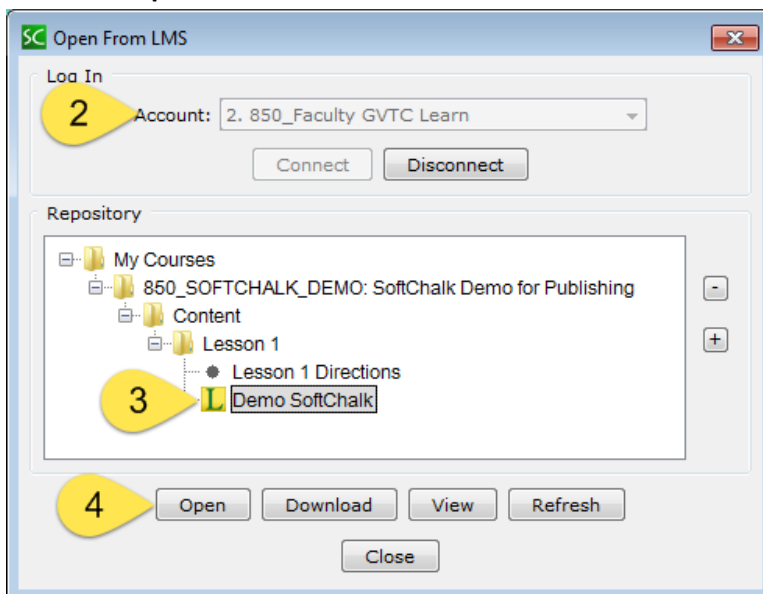 SC Open From LMS
Log In
2 Account: 2. 850_Faculty GVTC Learn
Connect Disconnect
Repository
My Courses
850_SOFTCHALK_DEMO: SoftChalk Demo for Publishing
-
Content
+
Lesson 1
Lesson 1 Directions
3 L Demo SoftChalk
4 Open Download View Refresh
Close